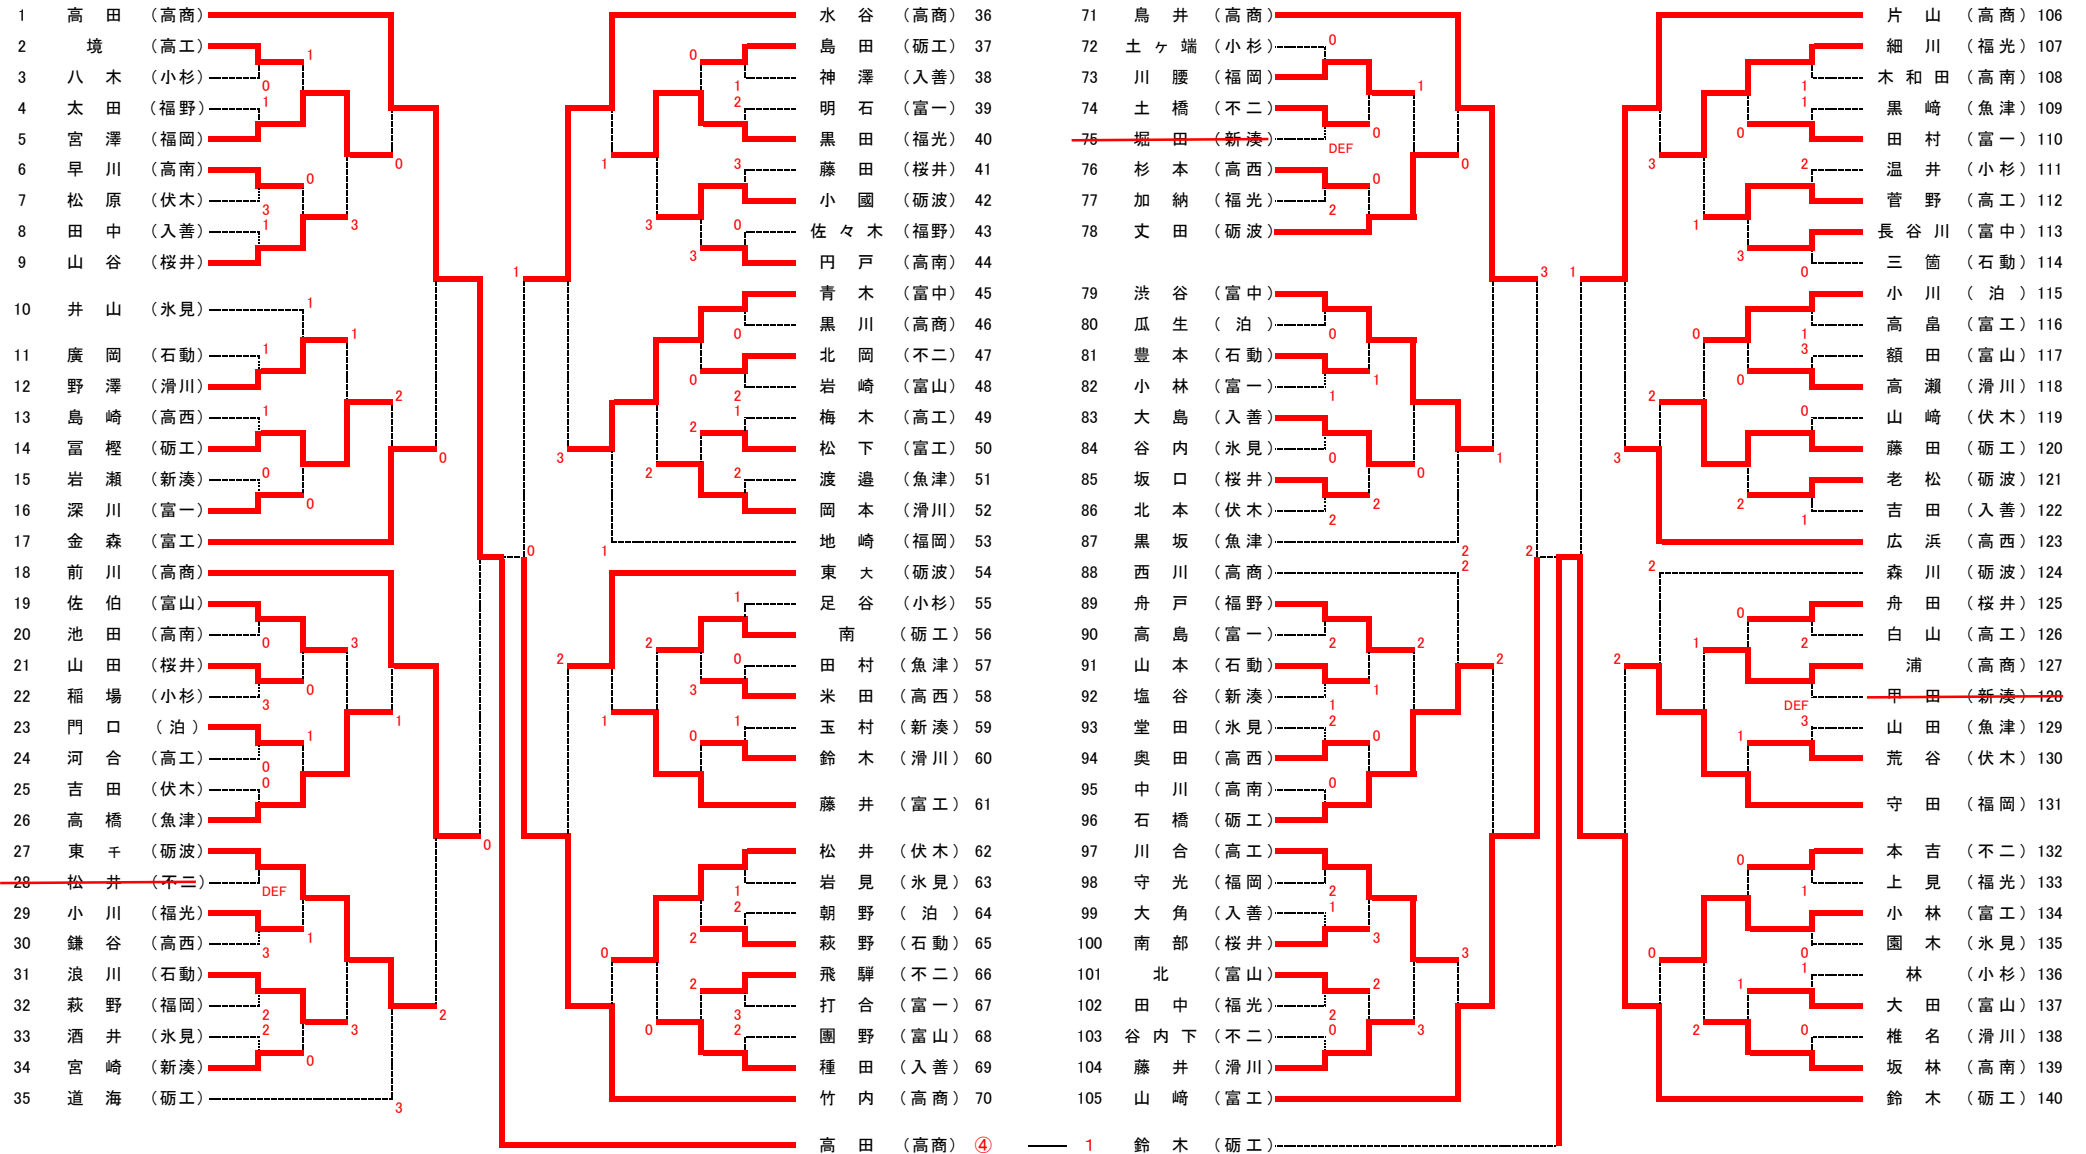 1 高田 (高商)
2 境 (高工)
3 八木 (小杉)
4 太田 (福野)
5 宮澤 (福岡)
6 早川 (高南)
7 松原 (伏木)
8 田中 (入善)
9 山谷 (桜井)
10 井山 (氷見)
11 廣岡 (石動)
12 野澤 (滑川)
13 島崎 (高西)
14 冨樫 (砺工)
15 岩瀬 (新湊)
16 深川 (富一)
17 金森 (富工)
18 前川 (高商)
19 佐伯 (富山)
20 池田 (高南)
21 山田 (桜井)
22 稲場 (小杉)
23 門口 (泊)
24 河合 (高工)
25 吉田 (伏木)
26 高橋 (魚津)
27 東千 (砺波)
28 松井 (不二)
DEF
29 小川 (福光)
30 鎌谷 (高西)
31 浪川 (石動)
32 萩野 (福岡)
33 酒井 (氷見)
34 宮崎 (新湊)
35 道海 (砺工)
水谷 (高商) 36
島田 (砺工) 37
神澤 (入善) 38
明石 (富一) 39
黒田 (福光) 40
藤田 (桜井) 41
小國 (砺波) 42
佐々木 (福野) 43
円戸 (高南) 44
青木 (富中) 45
黒川 (高商) 46
北岡 (不二) 47
岩崎 (富山) 48
梅木 (高工) 49
松下 (富工) 50
渡邉 (魚津) 51
岡本 (滑川) 52
地崎 (福岡) 53
東大 (砺波) 54
足谷 (小杉) 55
南 (砺工) 56
田村 (魚津) 57
米田 (高西) 58
玉村 (新湊) 59
鈴木 (滑川) 60
藤井 (富工) 61
松井 (伏木) 62
岩見 (氷見) 63
朝野 (泊) 64
萩野 (石動) 65
飛騨 (不二) 66
打合 (富一) 67
團野 (富山) 68
種田 (入善) 69
竹内 (高商) 70
71 鳥井 (高商)
72 土ヶ端 (小杉)
73 川腰 (福岡)
74 土橋 (不二)
75 堀田 (新湊)
DEF
76 杉本 (高西)
77 加納 (福光)
78 丈田 (砺波)
79 渋谷 (富中)
80 瓜生 (泊)
81 豊本 (石動)
82 小林 (富一)
83 大島 (入善)
84 谷内 (氷見)
85 坂口 (桜井)
86 北本 (伏木)
87 黒坂 (魚津)
88 西川 (高商)
89 舟戸 (福野)
90 高島 (富一)
91 山本 (石動)
92 塩谷 (新湊)
93 堂田 (氷見)
94 奥田 (高西)
95 中川 (高南)
96 石橋 (砺工)
97 川合 (高工)
98 守光 (福岡)
99 大角 (入善)
100 南部 (桜井)
101 北 (富山)
102 田中 (福光)
103 谷内下 (不二)
104 藤井 (滑川)
105 山﨑 (富工)
片山 (高商) 106
細川 (福光) 107
木和田 (高南) 108
黒﨑 (魚津) 109
田村 (富一) 110
温井 (小杉) 111
菅野 (高工) 112
長谷川 (富中) 113
三箇 (石動) 114
小川 (泊) 115
高畠 (富工) 116
額田 (富山) 117
高瀬 (滑川) 118
山﨑 (伏木) 119
藤田 (砺工) 120
老松 (砺波) 121
吉田 (入善) 122
広浜 (高西) 123
森川 (砺波) 124
舟田 (桜井) 125
白山 (高工) 126
浦 (高商) 127
甲田 (新湊) 128
DEF
山田 (魚津) 129
荒谷 (伏木) 130
守田 (福岡) 131
本吉 (不二) 132
上見 (福光) 133
小林 (富工) 134
園木 (氷見) 135
林 (小杉) 136
大田 (富山) 137
椎名 (滑川) 138
坂林 (高南) 139
鈴木 (砺工) 140
高田 (高商) ④ — 1 鈴木 (砺工)